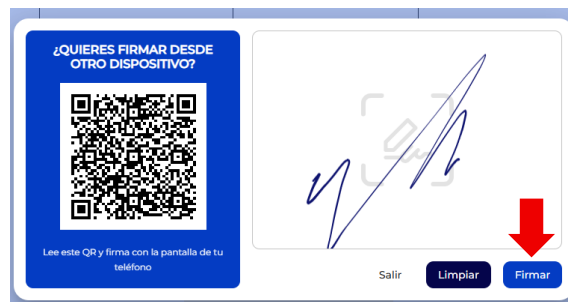 ¿QUIERES FIRMAR DESDE
OTRO DISPOSITIVO?
Lee este QR y firma con la pantalla de tu
teléfono
Salir
Limpiar
Firmar